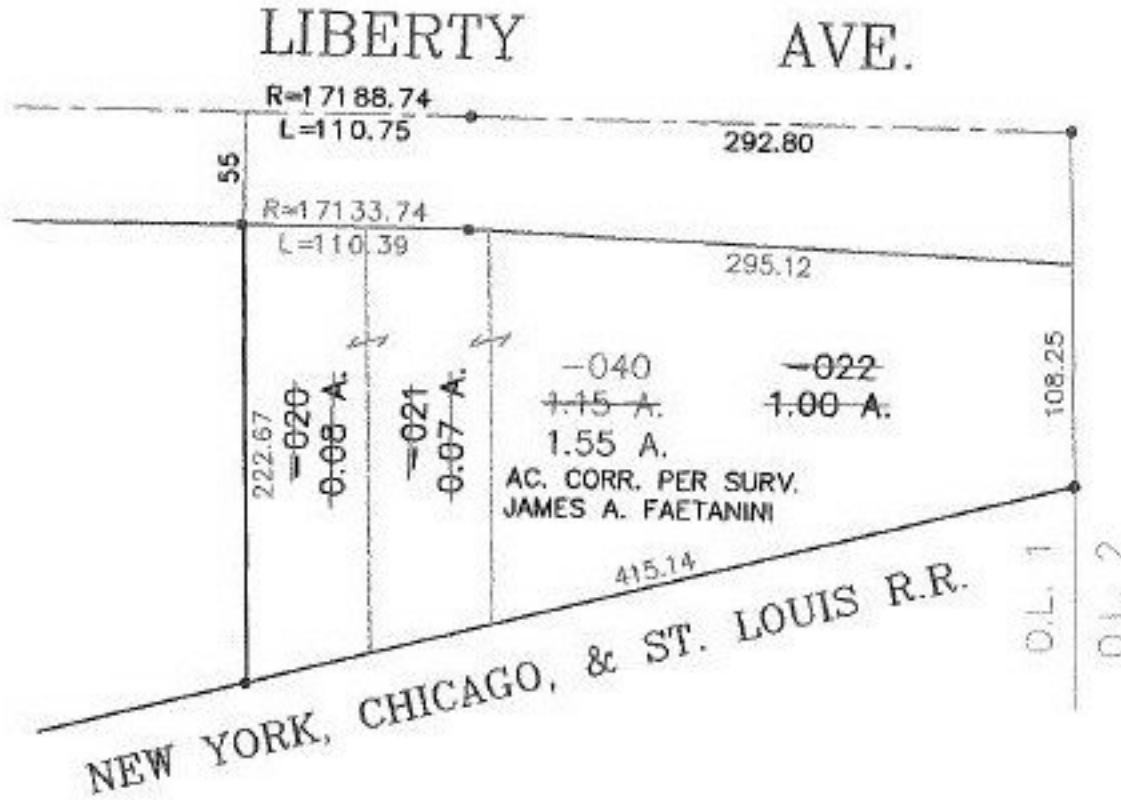 LIBERTY AVE.
R=17188.74
L=110.75
292.80
55
R=17133.74
L=110.39
295.12
222.67
-020
0.08 A.
-021
0.07 A.
-040
1.15 A.
1.55 A.
AC. CORR. PER SURV.
JAMES A. FAETANINI
-022
1.00 A.
108.25
415.14
NEW YORK, CHICAGO, & ST. LOUIS R.R.
O.L. 1
O.L. 2